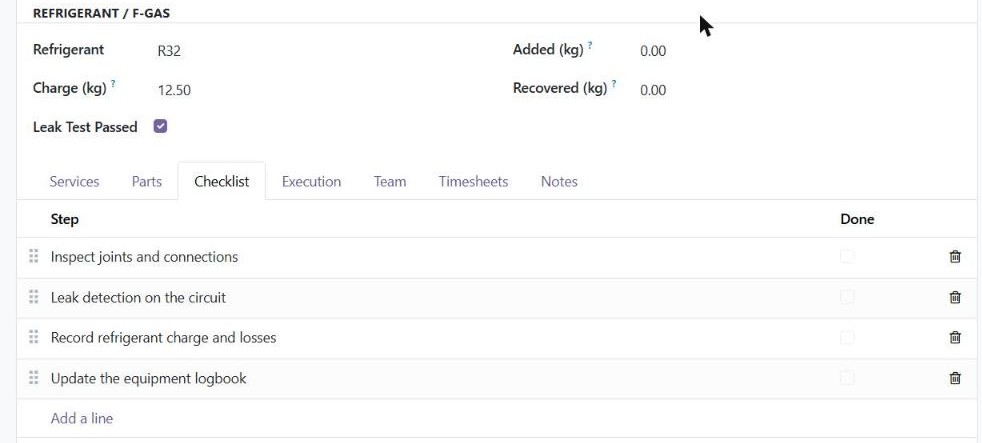 REFRIGERANT / F-GAS
Refrigerant R32 Added (kg) ? 0.00
Charge (kg) ? 12.50 Recovered (kg) ? 0.00
Leak Test Passed
Services Parts Checklist Execution Team Timesheets Notes
Step Done
Inspect joints and connections
Leak detection on the circuit
Record refrigerant charge and losses
Update the equipment logbook
Add a line